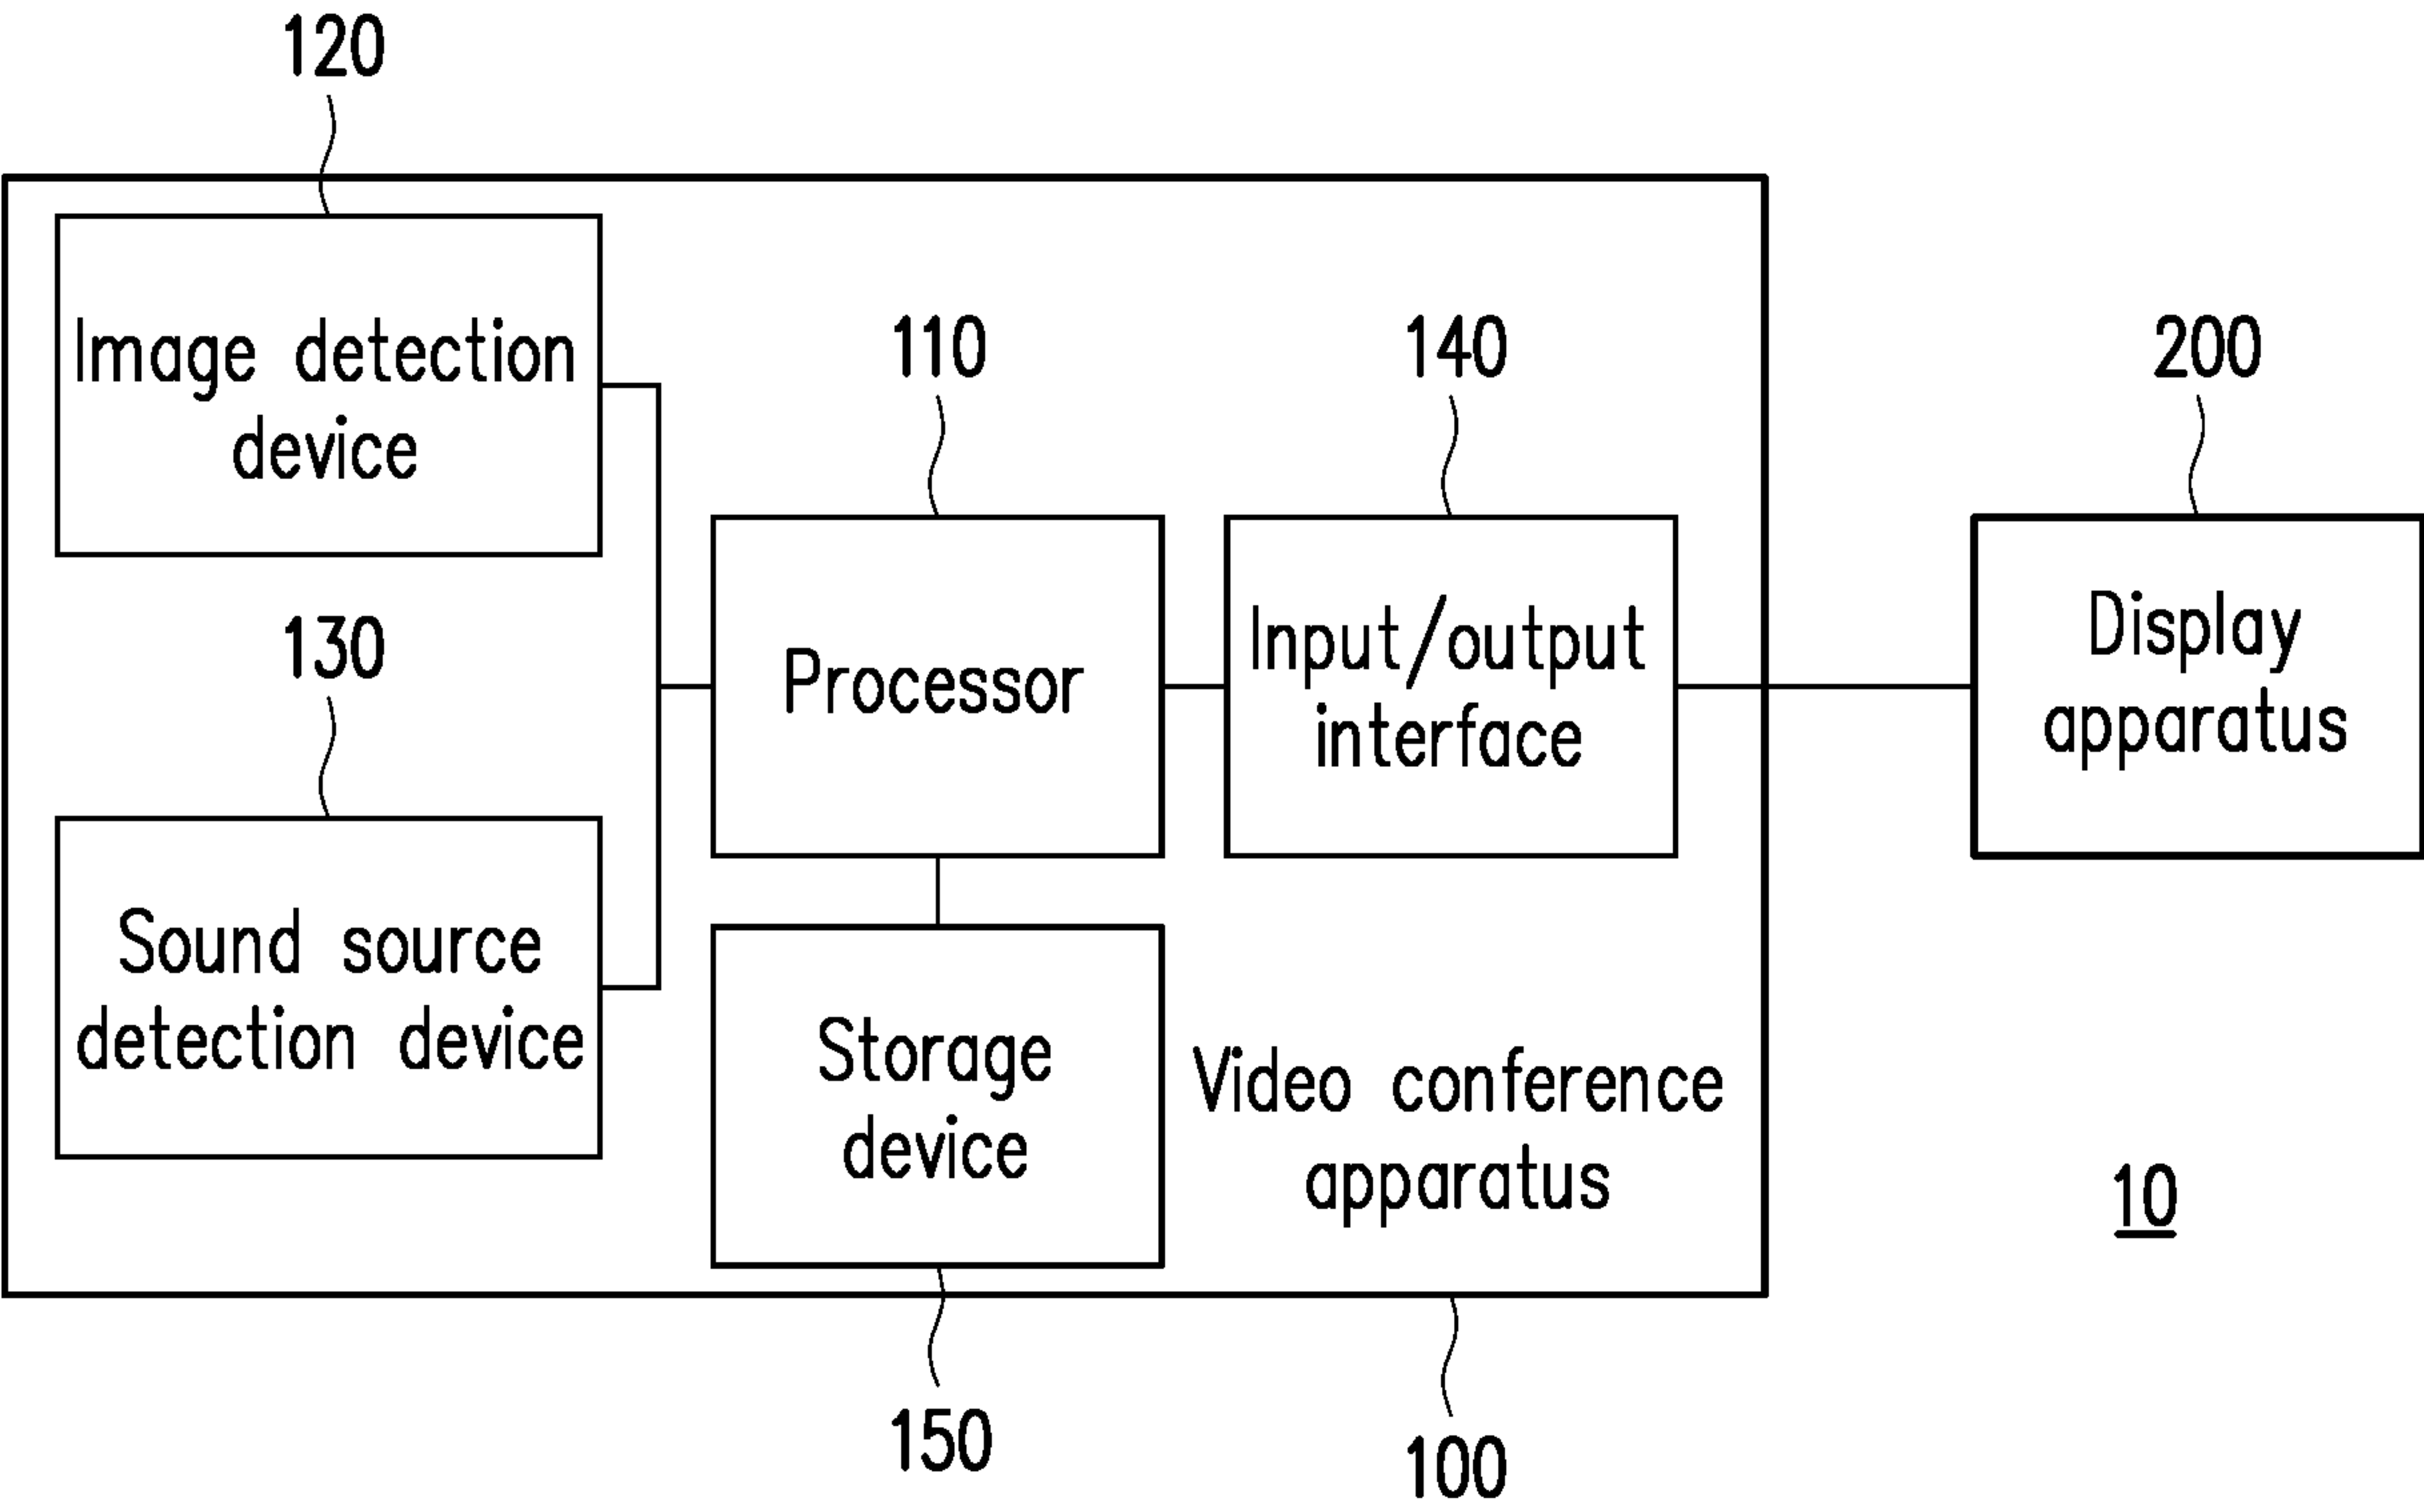 120
Image detection
device
130
Sound source
detection device
110
Processor
140
Input/output
interface
200
Display
apparatus
Storage
device
Video conference
apparatus
10
150
100